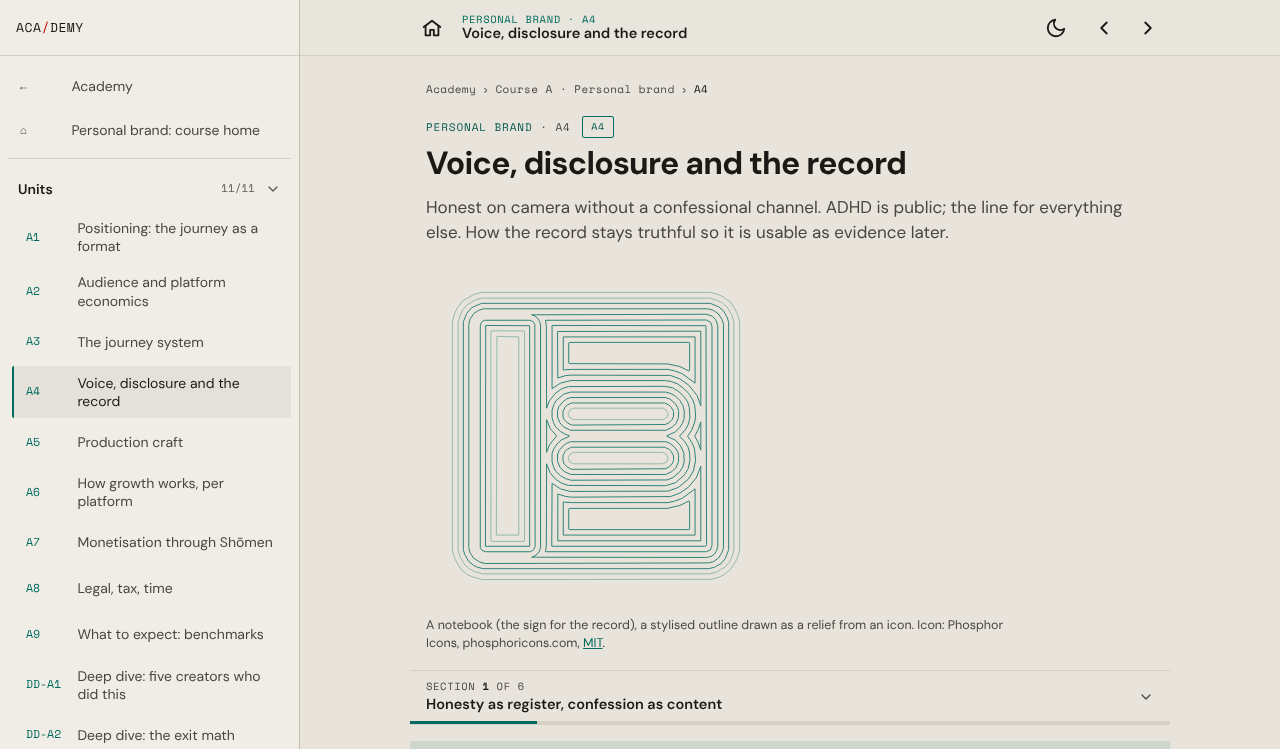 ACA/DEMY
← Academy
⌂ Personal brand: course home
Units 11/11
A1 Positioning: the journey as a
format
A2 Audience and platform
economics
A3 The journey system
A4 Voice, disclosure and the
record
A5 Production craft
A6 How growth works, per
platform
A7 Monetisation through Shōmen
A8 Legal, tax, time
A9 What to expect: benchmarks
DD-A1 Deep dive: five creators who
did this
DD-A2 Deep dive: the exit math
PERSONAL BRAND · A4
Voice, disclosure and the record
Academy › Course A · Personal brand › A4
PERSONAL BRAND · A4 A4
Voice, disclosure and the record
Honest on camera without a confessional channel. ADHD is public; the line for everything
else. How the record stays truthful so it is usable as evidence later.
A notebook (the sign for the record), a stylised outline drawn as a relief from an icon. Icon: Phosphor
Icons, phosphoricons.com, MIT.
SECTION 1 OF 6
Honesty as register, confession as content